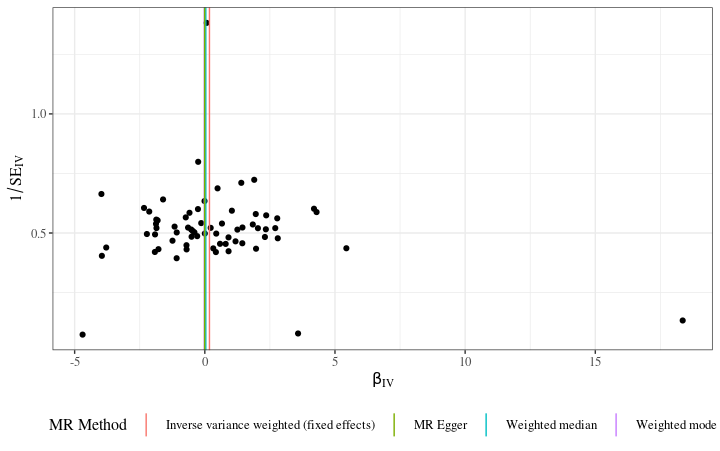 1.0
0.5
1/SE_IV
-5 0 5 10 15
β_IV
MR Method Inverse variance weighted (fixed effects) MR Egger Weighted median Weighted mode